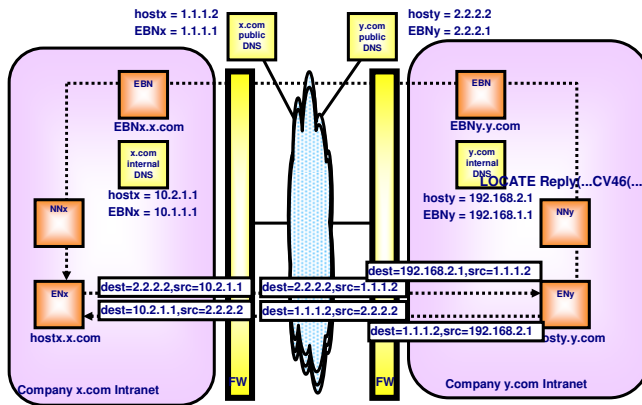 hostx = 1.1.1.2
EBNx = 1.1.1.1
x.com
public
DNS
y.com
public
DNS
hosty = 2.2.2.2
EBNy = 2.2.2.1
EBN
EBNx.x.com
EBN
EBNy.y.com
x.com
internal
DNS
hostx = 10.2.1.1
EBNx = 10.1.1.1
y.com
internal
DNS
LOCATE Reply(...CV46(...
hosty = 192.168.2.1
EBNy = 192.168.1.1
NNx
NNy
dest=192.168.2.1,src=1.1.1.2
ENx
dest=2.2.2.2,src=10.2.1.1
dest=2.2.2.2,src=1.1.1.2
ENy
dest=10.2.1.1,src=2.2.2.2
dest=1.1.1.2,src=2.2.2.2
dest=1.1.1.2,src=192.168.2.1
hostx.x.com
osty.y.com
FW
FW
Company x.com Intranet
Company y.com Intranet